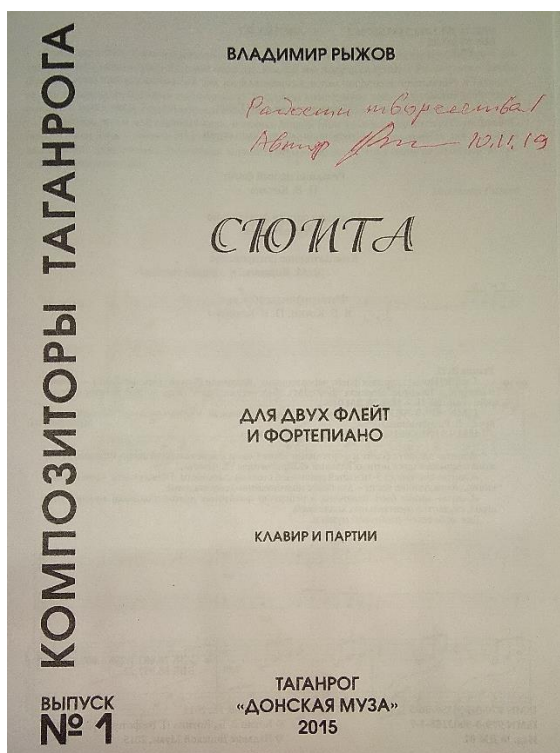 КОМПОЗИТОРЫ ТАГАНРОГА
ВЫПУСК
№ 1
ВЛАДИМИР РЫЖОВ
Радости творчества!
Автор 10.11.19
СЮИТА
ДЛЯ ДВУХ ФЛЕЙТ
И ФОРТЕПИАНО
КЛАВИР И ПАРТИИ
ТАГАНРОГ
«ДОНСКАЯ МУЗА»
2015